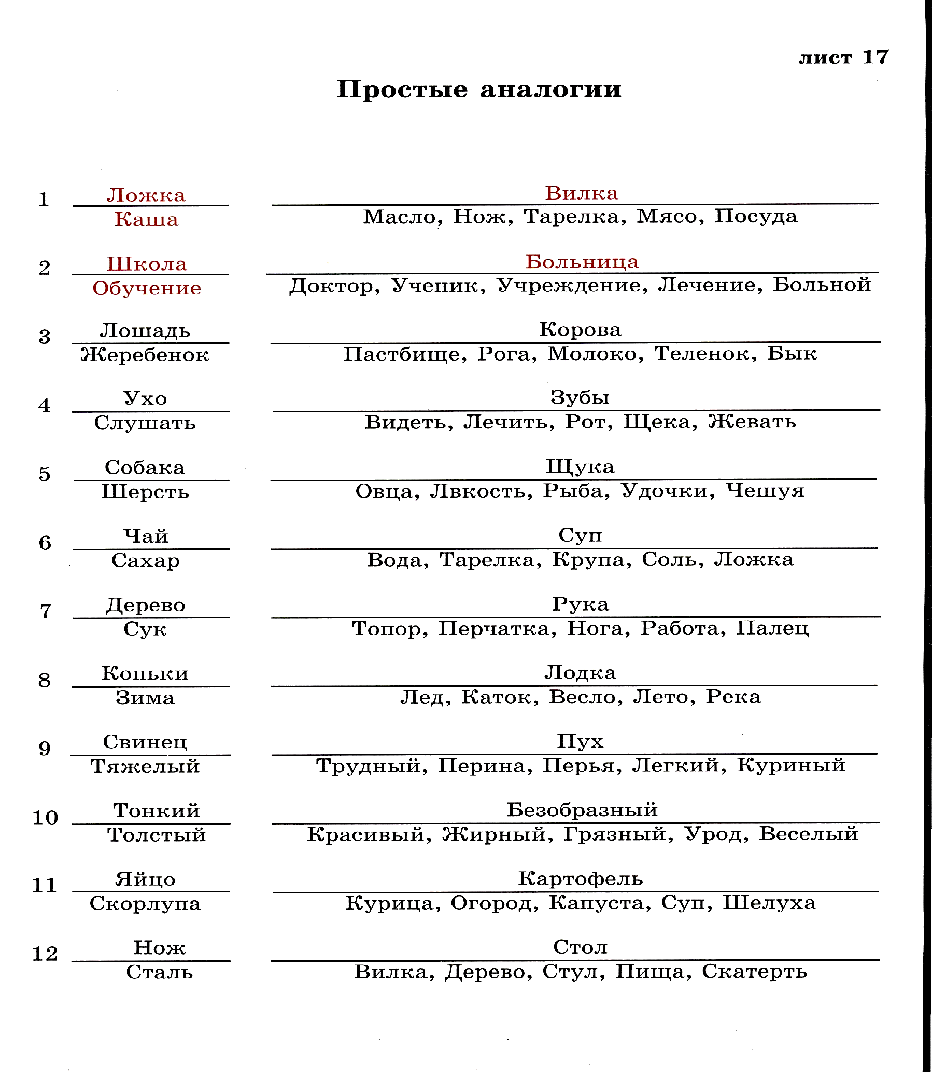 лист 17
Простые аналогии
1 Ложка Вилка
Каша Масло, Нож, Тарелка, Мясо, Посуда
2 Школа Больница
Обучение Доктор, Ученик, Учреждение, Лечение, Больной
3 Лошадь Корова
Жеребенок Пастбище, Рога, Молоко, Теленок, Бык
4 Ухо Зубы
Слушать Видеть, Лечить, Рот, Щека, Жевать
5 Собака Щука
Шерсть Овца, Лвкость, Рыба, Удочки, Чешуя
6 Чай Суп
Сахар Вода, Тарелка, Крупа, Соль, Ложка
7 Дерево Рука
Сук Топор, Перчатка, Нога, Работа, Палец
8 Коньки Лодка
Зима Лед, Каток, Весло, Лето, Река
9 Свинец Пух
Тяжелый Трудный, Перина, Перья, Легкий, Куриный
10 Тонкий Безобразный
Толстый Красивый, Жирный, Грязный, Урод, Веселый
11 Яйцо Картофель
Скорлупа Курица, Огород, Капуста, Суп, Шелуха
12 Нож Стол
Сталь Вилка, Дерево, Стул, Пища, Скатерть